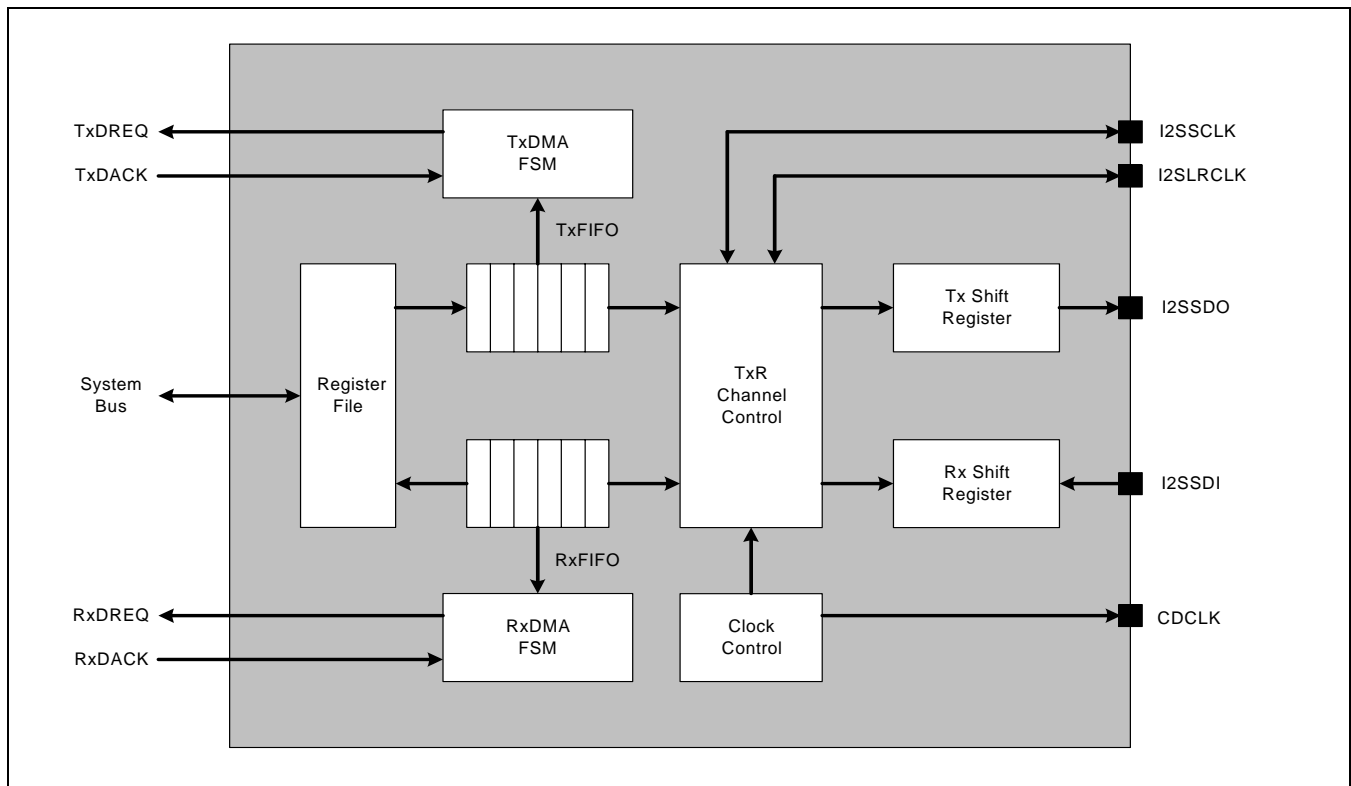 TxDREQ
TxDACK
TxDMA
FSM
I2SSCLK
I2SLRCLK
TxFIFO
Tx Shift
Register
I2SSDO
System
Bus
Register
File
TxR
Channel
Control
Rx Shift
Register
I2SSDI
RxFIFO
RxDREQ
RxDACK
RxDMA
FSM
Clock
Control
CDCLK